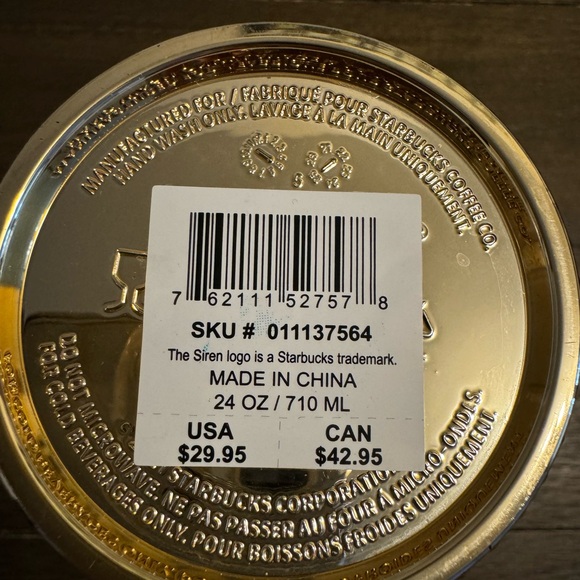 MANUFACTURED FOR / FABRIQUÉ POUR STARBUCKS COFFEE CO.
HAND WASH ONLY. LAVAGE À LA MAIN UNIQUEMENT.
7 62111 52757 8
SKU # 011137564
The Siren logo is a Starbucks trademark.
MADE IN CHINA
24 OZ / 710 ML
USA CAN
$29.95 $42.95
STARBUCKS CORPORATION
DO NOT MICROWAVE. NE PAS PASSER AU FOUR À MICRO-ONDES.
FOR COLD BEVERAGES ONLY. POUR BOISSONS FROIDES UNIQUEMENT.